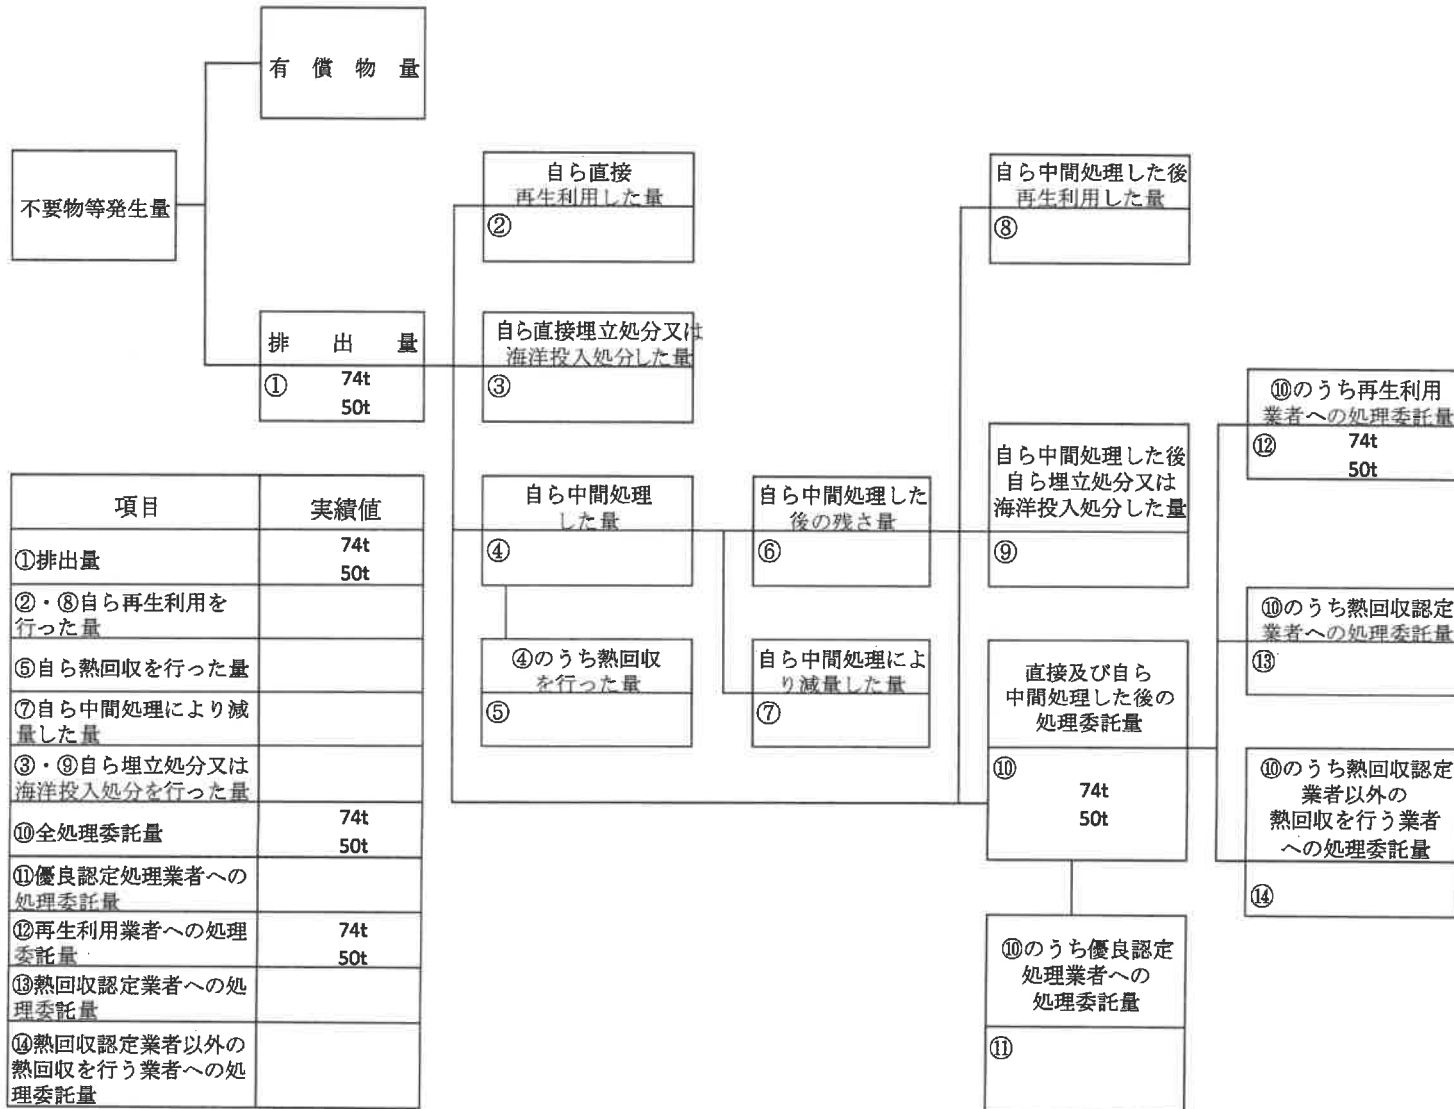 有償物量
不要物等発生量
自ら直接
再生利用した量
②
自ら中間処理した後
再生利用した量
⑧
排出量
① 74t
50t
自ら直接埋立処分又は
海洋投入処分した量
③
⑩のうち再生利用
業者への処理委託量
⑫ 74t
50t
自ら中間処理
した量
④
自ら中間処理した
後の残さ量
⑥
自ら中間処理した後
自ら埋立処分又は
海洋投入処分した量
⑨
④のうち熱回収
を行った量
⑤
自ら中間処理によ
り減量した量
⑦
直接及び自ら
中間処理した後の
処理委託量
⑩
74t
50t
⑩のうち熱回収認定
業者への処理委託量
⑬
⑩のうち熱回収認定
業者以外の
熱回収を行う業者
への処理委託量
⑭
⑩のうち優良認定
処理業者への
処理委託量
⑪
項目 実績値
①排出量 74t
50t
②・⑧自ら再生利用を
行った量
⑤自ら熱回収を行った量
⑦自ら中間処理により減
量した量
③・⑨自ら埋立処分又は
海洋投入処分を行った量
⑩全処理委託量 74t
50t
⑪優良認定処理業者への
処理委託量
⑫再生利用業者への処理 74t
委託量 50t
⑬熱回収認定業者への処
理委託量
⑭熱回収認定業者以外の
熱回収を行う業者への処
理委託量